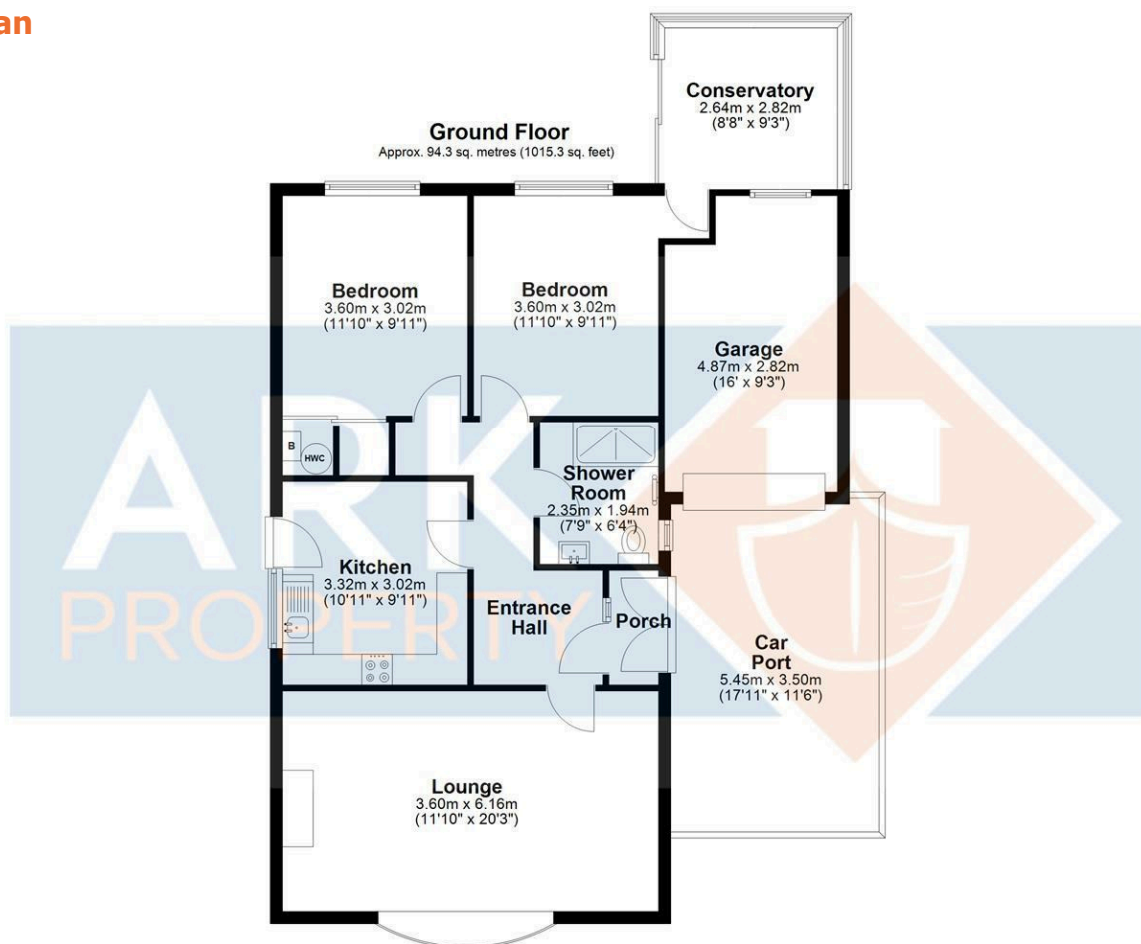 an
Conservatory
2.64m x 2.82m
(8'8" x 9'3")
Ground Floor
Approx. 94.3 sq. metres (1015.3 sq. feet)
Bedroom
3.60m x 3.02m
(11'10" x 9'11")
Bedroom
3.60m x 3.02m
(11'10" x 9'11")
Garage
4.87m x 2.82m
(16' x 9'3")
B
HWC
Shower
Room
2.35m x 1.94m
(7'9" x 6'4")
Kitchen
3.32m x 3.02m
(10'11" x 9'11")
Entrance
Hall
Porch
Car
Port
5.45m x 3.50m
(17'11" x 11'6")
Lounge
3.60m x 6.16m
(11'10" x 20'3")
ARK
PROPERTY